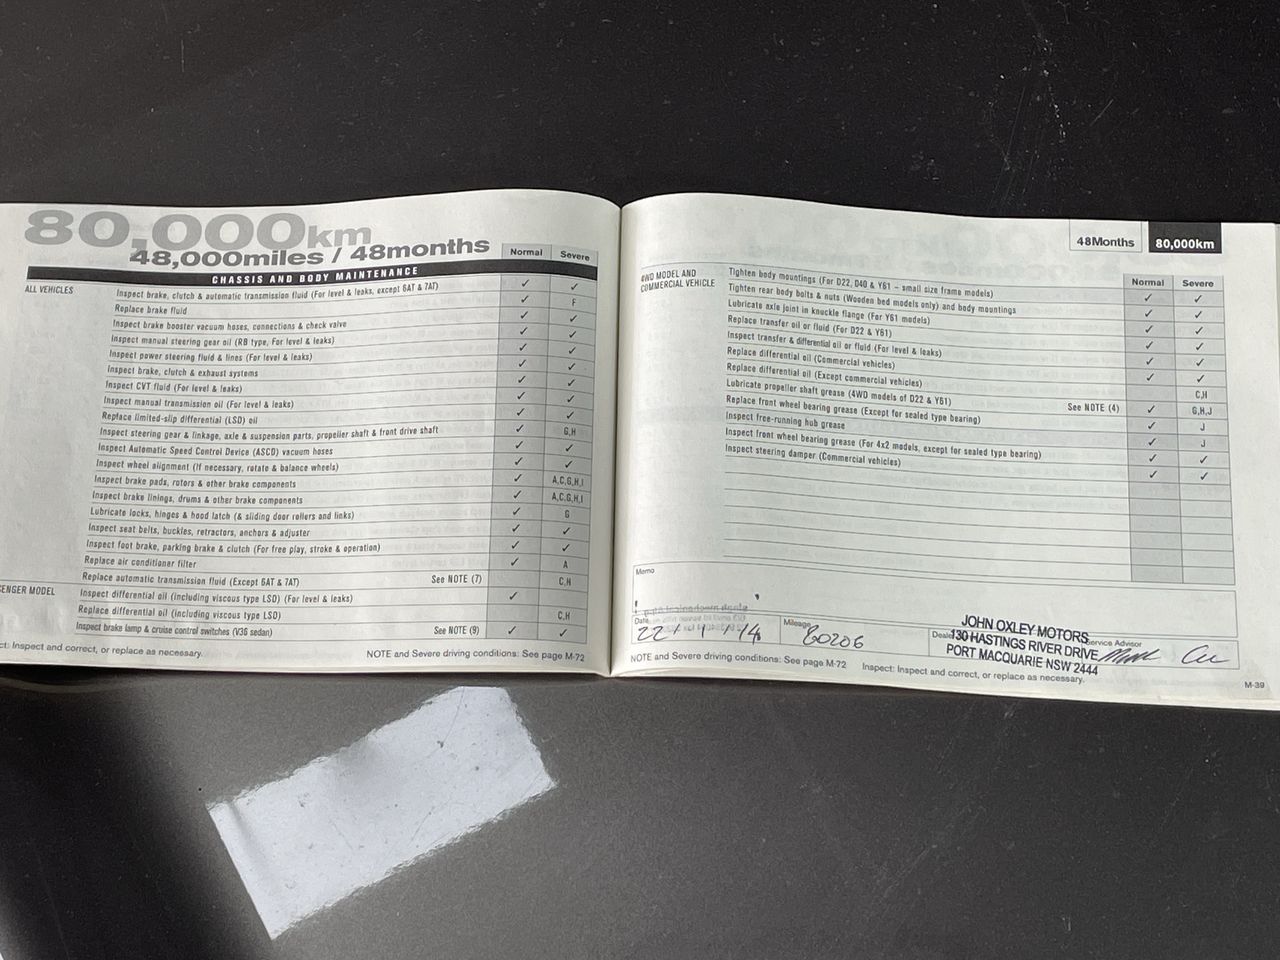 80,000km
48,000miles / 48months
Normal Severe
CHASSIS AND BODY MAINTENANCE
ALL VEHICLES
Inspect brake, clutch & automatic transmission fluid (For level & leaks, except 6AT & 7AT) ✓ ✓
Replace brake fluid ✓ F
Inspect brake booster vacuum hoses, connections & check valve ✓ ✓
Inspect manual steering gear oil (RB type, For level & leaks) ✓ ✓
Inspect power steering fluid & lines (For level & leaks) ✓ ✓
Inspect brake, clutch & exhaust systems ✓ ✓
Inspect CVT fluid (For level & leaks) ✓ ✓
Inspect manual transmission oil (For level & leaks) ✓ ✓
Replace limited-slip differential (LSD) oil ✓ ✓
Inspect steering gear & linkage, axle & suspension parts, propeller shaft & front drive shaft ✓ G,H
Inspect Automatic Speed Control Device (ASCD) vacuum hoses ✓ ✓
Inspect wheel alignment (If necessary, rotate & balance wheels) ✓ ✓
Inspect brake pads, rotors & other brake components ✓ A,C,G,H,I
Inspect brake linings, drums & other brake components ✓ A,C,G,H,I
Lubricate locks, hinges & hood latch (& sliding door rollers and links) ✓ G
Inspect seat belts, buckles, retractors, anchors & adjuster ✓ ✓
Inspect foot brake, parking brake & clutch (For free play, stroke & operation) ✓ ✓
Replace air conditioner filter ✓ A
Replace automatic transmission fluid (Except 6AT & 7AT) See NOTE (7) C,H
ENGER MODEL
Inspect differential oil (including viscous type LSD) (For level & leaks) ✓
Replace differential oil (including viscous type LSD) C,H
Inspect brake lamp & cruise control switches (V36 sedan) See NOTE (9) ✓ ✓
ct: Inspect and correct, or replace as necessary.
NOTE and Severe driving conditions: See page M-72
48Months 80,000km
Normal Severe
4WD MODEL AND
COMMERCIAL VEHICLE
Tighten body mountings (For D22, D40 & Y61 - small size frame models) ✓ ✓
Tighten rear body bolts & nuts (Wooden bed models only) and body mountings ✓ ✓
Lubricate axle joint in knuckle flange (For Y61 models) ✓ ✓
Replace transfer oil or fluid (For D22 & Y61) ✓ ✓
Inspect transfer & differential oil or fluid (For level & leaks) ✓ ✓
Replace differential oil (Commercial vehicles) ✓ ✓
Replace differential oil (Except commercial vehicles) C,H
Lubricate propeller shaft grease (4WD models of D22 & Y61) See NOTE (4) ✓ G,H,J
Replace front wheel bearing grease (Except for sealed type bearing) ✓ J
Inspect free-running hub grease ✓ J
Inspect front wheel bearing grease (For 4x2 models, except for sealed type bearing) ✓ ✓
Inspect steering damper (Commercial vehicles) ✓ ✓
Memo
Date 22/1/14
Mileage 80206
Deale
JOHN OXLEY MOTORS
130 HASTINGS RIVER DRIVE
PORT MACQUARIE NSW 2444
ervice Advisor
NOTE and Severe driving conditions: See page M-72
Inspect: Inspect and correct, or replace as necessary.
M-39